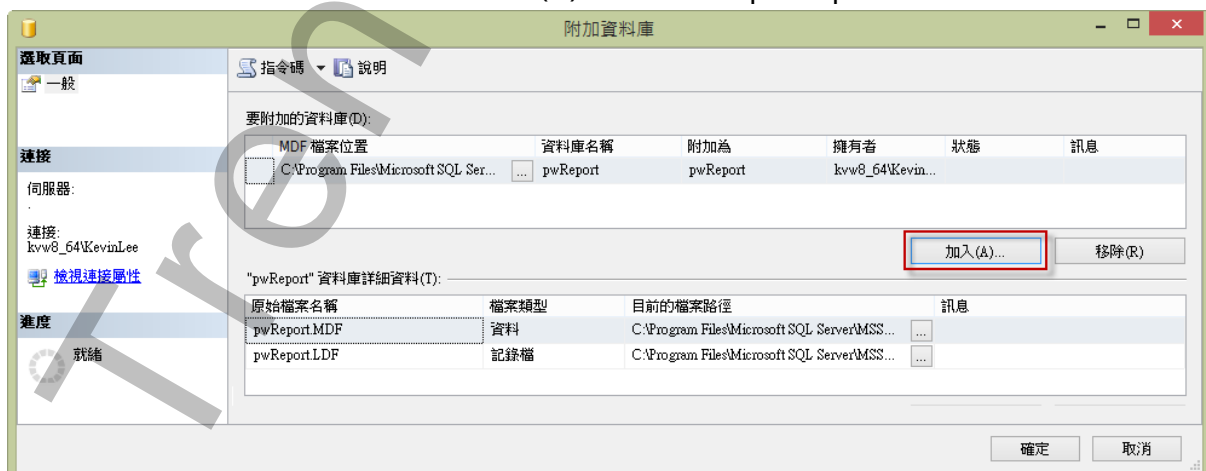 附加資料庫
選取頁面
一般
指令碼 說明
要附加的資料庫(D):
MDF 檔案位置 資料庫名稱 附加為 擁有者 狀態 訊息
C:\Program Files\Microsoft SQL Ser... ... pwReport pwReport kvw8_64\Kevin...
連接
伺服器:
.
連接:
kvw8_64\KevinLee
檢視連接屬性
加入(A)... 移除(R)
"pwReport" 資料庫詳細資料(T):
原始檔案名稱 檔案類型 目前的檔案路徑 訊息
pwReport.MDF 資料 C:\Program Files\Microsoft SQL Server\MSS... ...
pwReport.LDF 記錄檔 C:\Program Files\Microsoft SQL Server\MSS... ...
進度
就緒
確定 取消
Tren